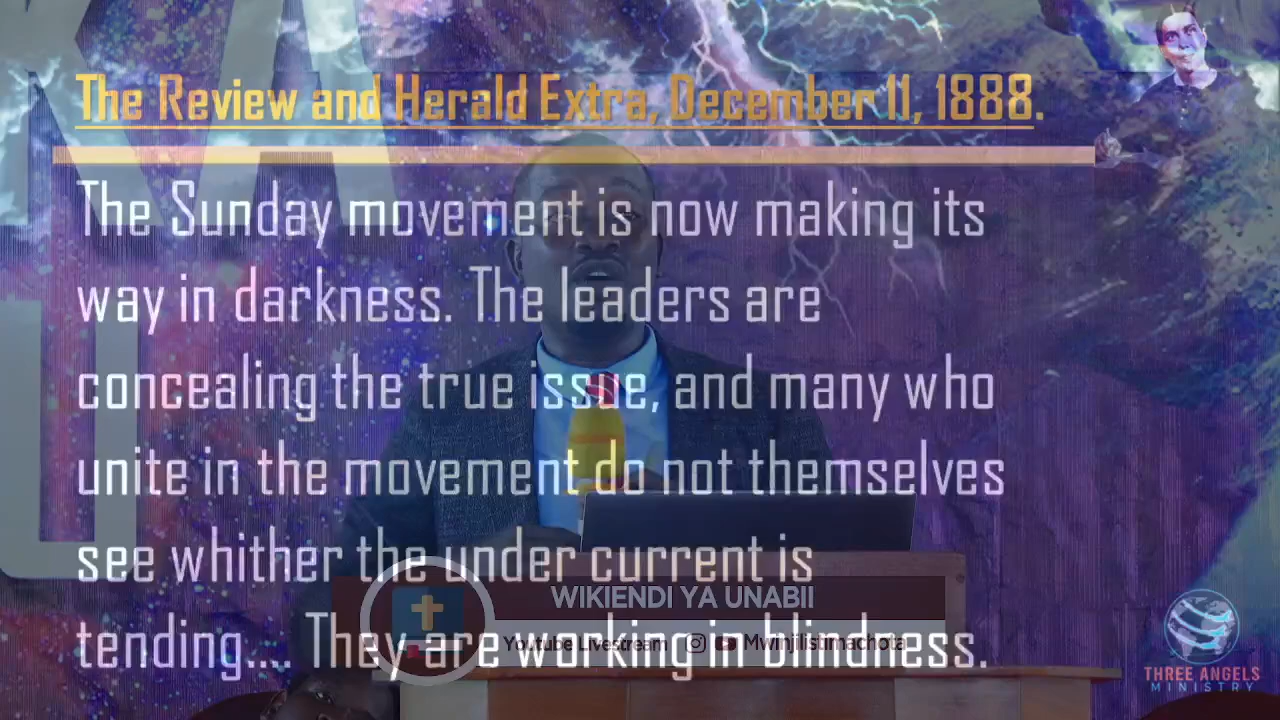 The Review and Herald Extra, December 11, 1888.
The Sunday movement is now making its
way in darkness. The leaders are
concealing the true issue, and many who
unite in the movement do not themselves
see whither the under current is
tending.... They are working in blindness.
WIKIENDI YA UNABII
Youtube Livestream Mwinjilistimachota
THREE ANGELS
MINISTRY